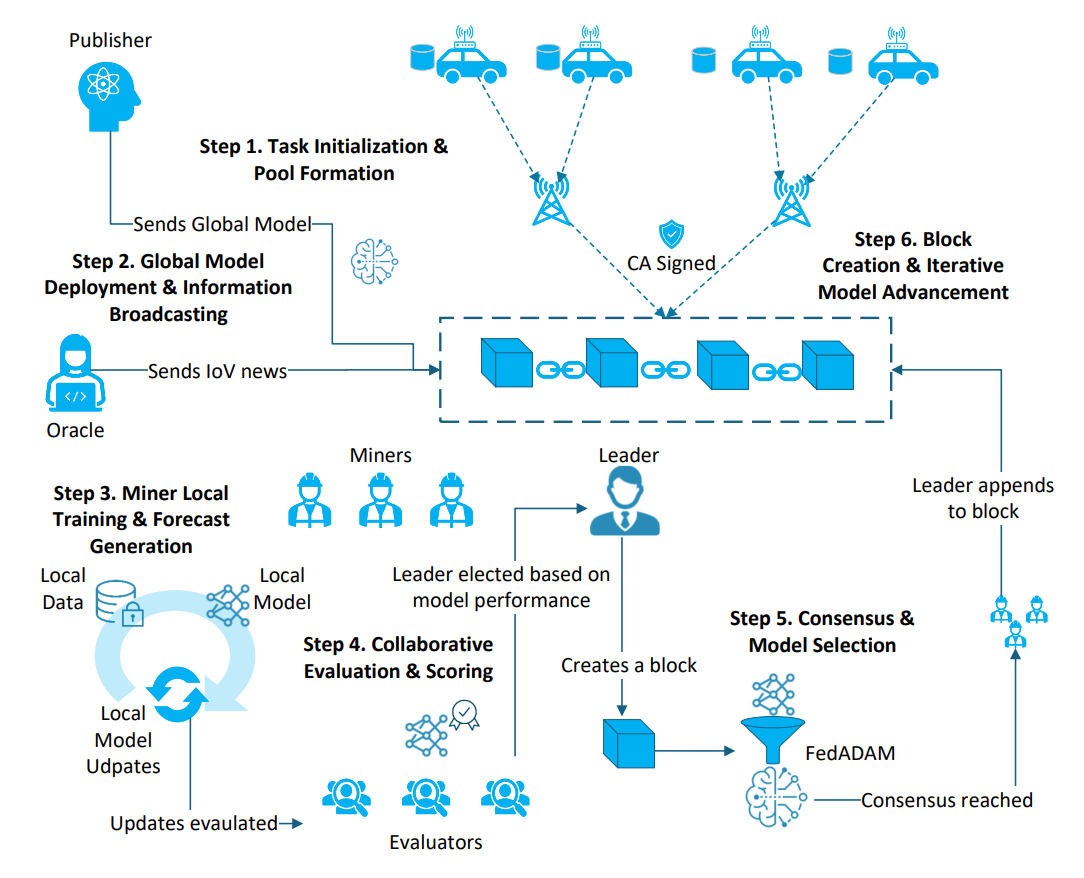 Publisher
Step 1. Task Initialization &
Pool Formation
Sends Global Model
CA Signed
Step 6. Block
Creation & Iterative
Model Advancement
Step 2. Global Model
Deployment & Information
Broadcasting
Sends IoV news
</>
Oracle
Miners
Leader
Step 3. Miner Local
Training & Forecast
Generation
Leader appends
to block
Local
Data
Local
Model
Leader elected based on
model performance
Step 4. Collaborative
Evaluation & Scoring
Step 5. Consensus &
Model Selection
Creates a block
Local
Model
Udpates
FedADAM
Consensus reached
Updates evaulated
Evaluators